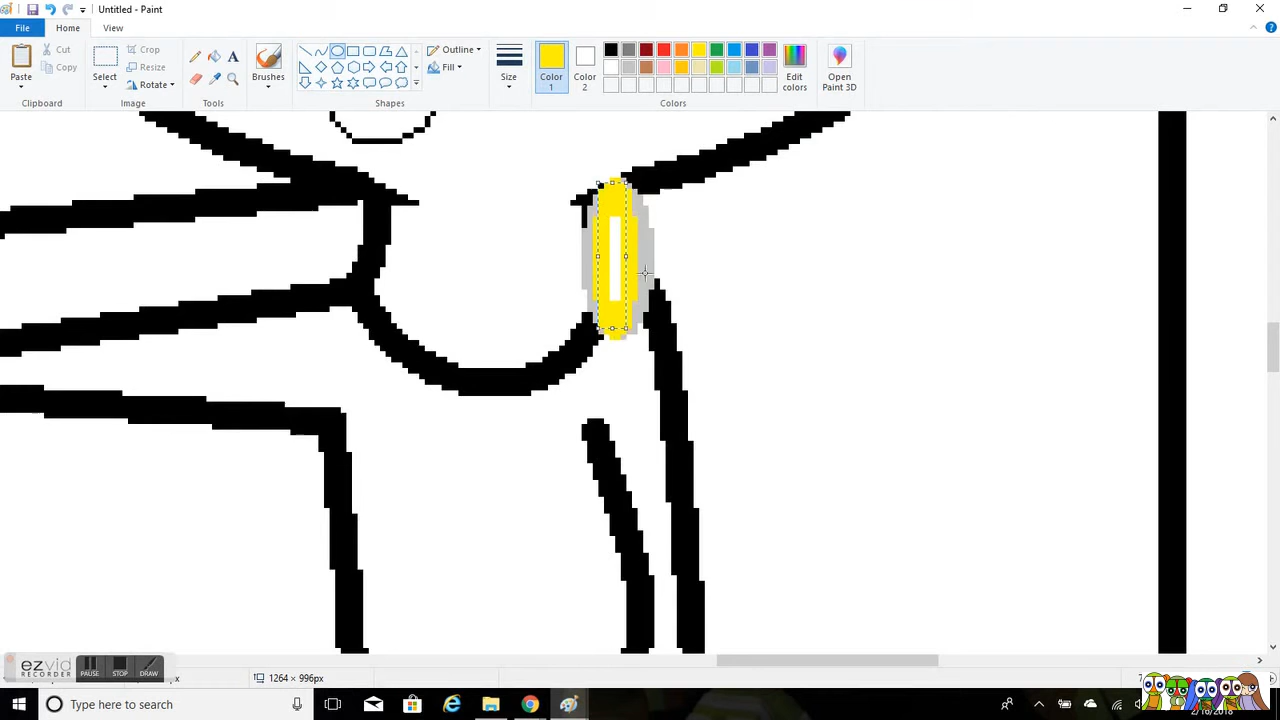 Untitled - Paint
File Home View
Paste Cut Copy
Select Crop Resize Rotate
Brushes
Outline Fill
Size
Color 1
Color 2
Edit colors
Open Paint 3D
Clipboard Image Tools Shapes Colors
ezvid
RECORDER
PAUSE STOP DRAW
1264 × 996px
Type here to search